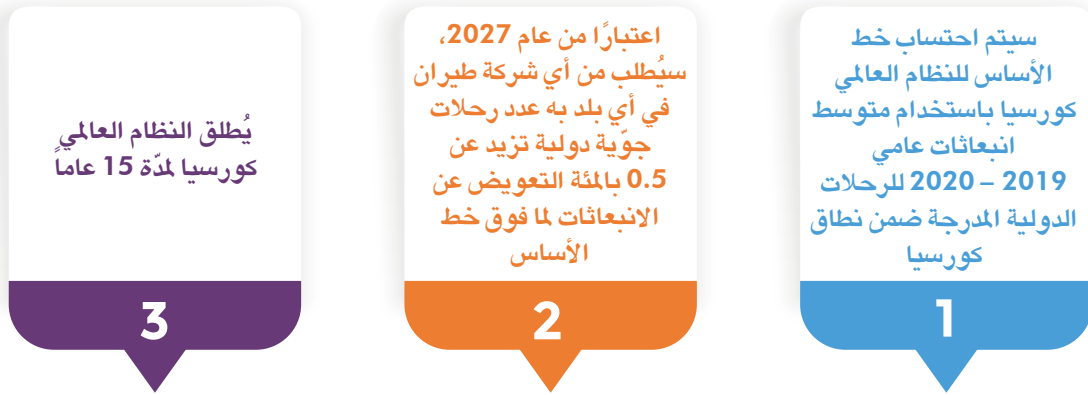 سيتم احتساب خط
الأساس للنظام العالمي
كورسيا باستخدام متوسط
انبعاثات عامي
2019 – 2020 للرحلات
الدولية المدرجة ضمن نطاق
كورسيا
1
اعتبارًا من عام 2027،
سيُطلب من أي شركة طيران
في أي بلد به عدد رحلات
جوّية دولية تزيد عن
0.5 بالمئة التعويض عن
الانبعاثات لما فوق خط
الأساس
2
يُطلق النظام العالمي
كورسيا لمدّة 15 عاماً
3